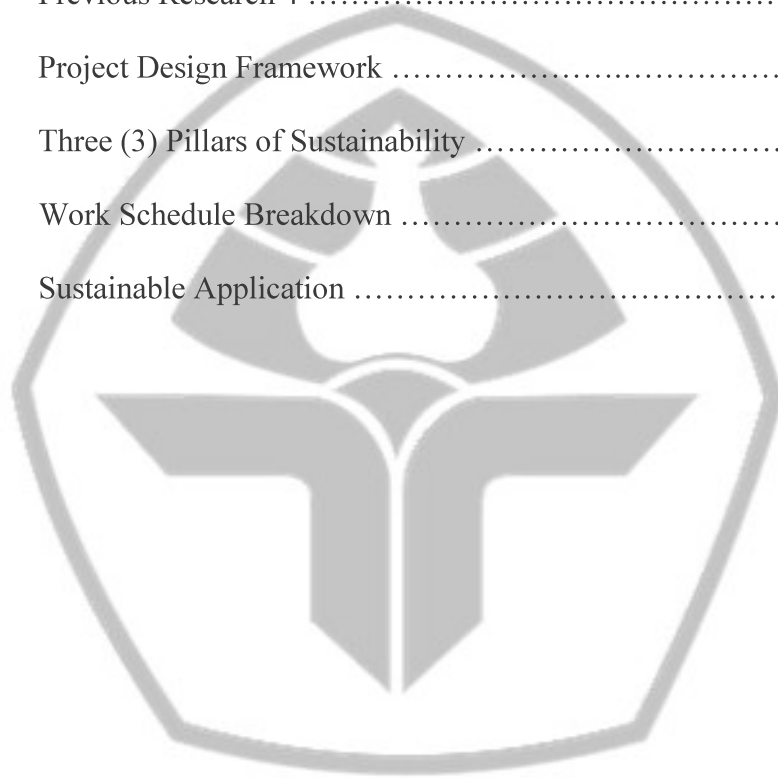 Project Design Framework ……………………..………………
Three (3) Pillars of Sustainability ……………………………
Work Schedule Breakdown ……………………………………
Sustainable Application …………………………………………